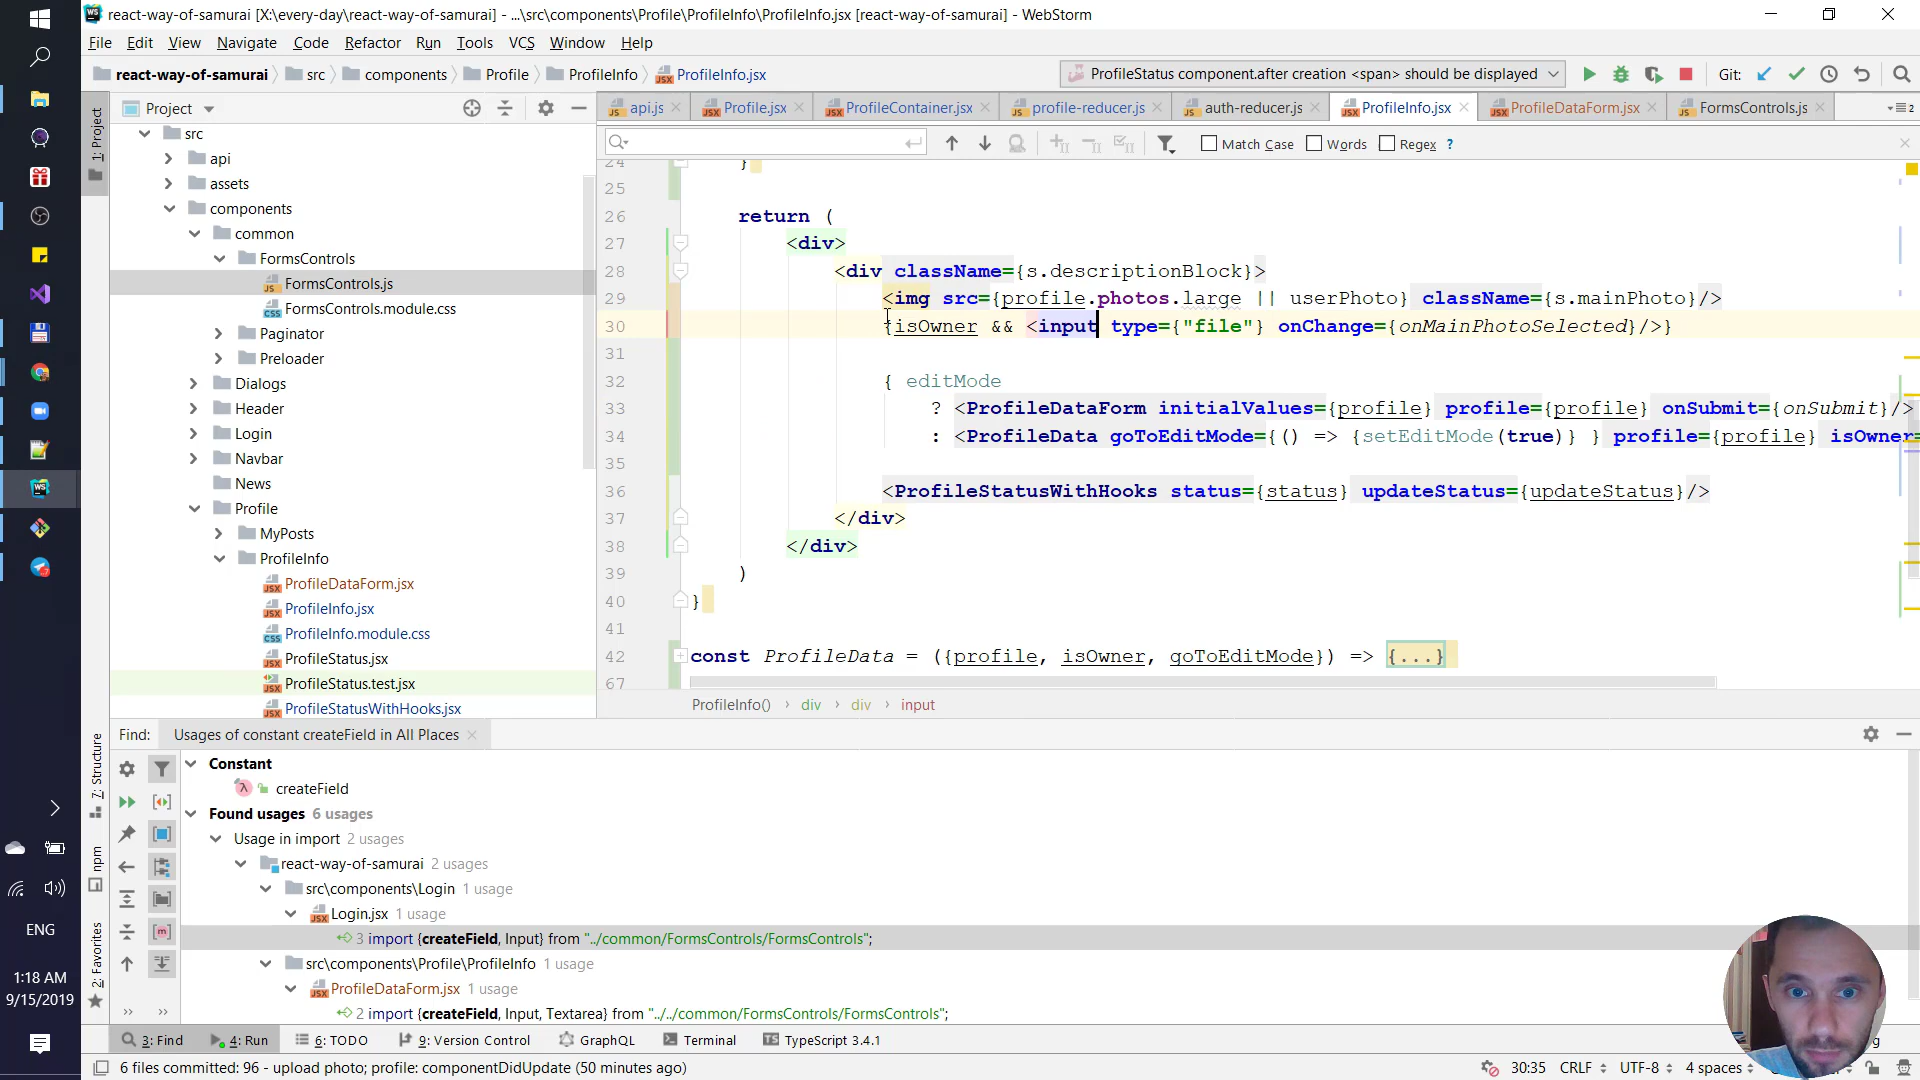 react-way-of-samurai [X:\every-day\react-way-of-samurai] - ...\src\components\Profile\ProfileInfo\ProfileInfo.jsx [react-way-of-samurai] - WebStorm
File Edit View Navigate Code Refactor Run Tools VCS Window Help
react-way-of-samurai src components Profile ProfileInfo ProfileInfo.jsx
ProfileStatus component.after creation <span> should be displayed
Git:
1: Project
Project
api.js Profile.jsx ProfileContainer.jsx profile-reducer.js auth-reducer.js ProfileInfo.jsx ProfileDataForm.jsx FormsControls.js
Match Case Words Regex ?
src
api
assets
components
common
FormsControls
FormsControls.js
FormsControls.module.css
Paginator
Preloader
Dialogs
Header
Login
Navbar
News
Profile
MyPosts
ProfileInfo
ProfileDataForm.jsx
ProfileInfo.jsx
ProfileInfo.module.css
ProfileStatus.jsx
ProfileStatus.test.jsx
ProfileStatusWithHooks.jsx
24 }
25
26 return (
27 <div>
28 <div className={s.descriptionBlock}>
29 <img src={profile.photos.large || userPhoto} className={s.mainPhoto}/>
30 {isOwner && <input type={"file"} onChange={onMainPhotoSelected}/>}
31
32 { editMode
33 ? <ProfileDataForm initialValues={profile} profile={profile} onSubmit={onSubmit}/>
34 : <ProfileData goToEditMode={() => {setEditMode(true)} } profile={profile} isOwner=
35
36 <ProfileStatusWithHooks status={status} updateStatus={updateStatus}/>
37 </div>
38 </div>
39 )
40 }
41
42 const ProfileData = ({profile, isOwner, goToEditMode}) => {...}
67
ProfileInfo() › div › div › input
Find: Usages of constant createField in All Places
Constant
createField
Found usages 6 usages
Usage in import 2 usages
react-way-of-samurai 2 usages
src\components\Login 1 usage
Login.jsx 1 usage
3 import {createField, Input} from "../common/FormsControls/FormsControls";
src\components\Profile\ProfileInfo 1 usage
ProfileDataForm.jsx 1 usage
2 import {createField, Input, Textarea} from "../../common/FormsControls/FormsControls";
7: Structure
npm
2: Favorites
3: Find 4: Run 6: TODO 9: Version Control GraphQL Terminal TypeScript 3.4.1
6 files committed: 96 - upload photo; profile: componentDidUpdate (50 minutes ago)
30:35 CRLF UTF-8 4 spaces
ENG
1:18 AM
9/15/2019